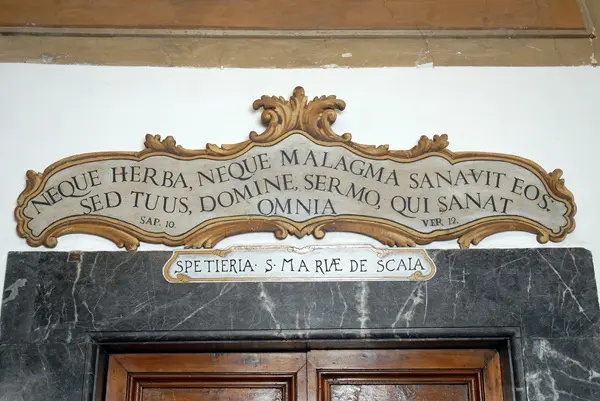 NEQUE HERBA, NEQUE MALAGMA SANAVIT EOS:
SED TUUS, DOMINE, SERMO, QUI SANAT
OMNIA
SAP. 10. VER. 12.
SPETIERIA · S · MARIÆ DE SCAIA